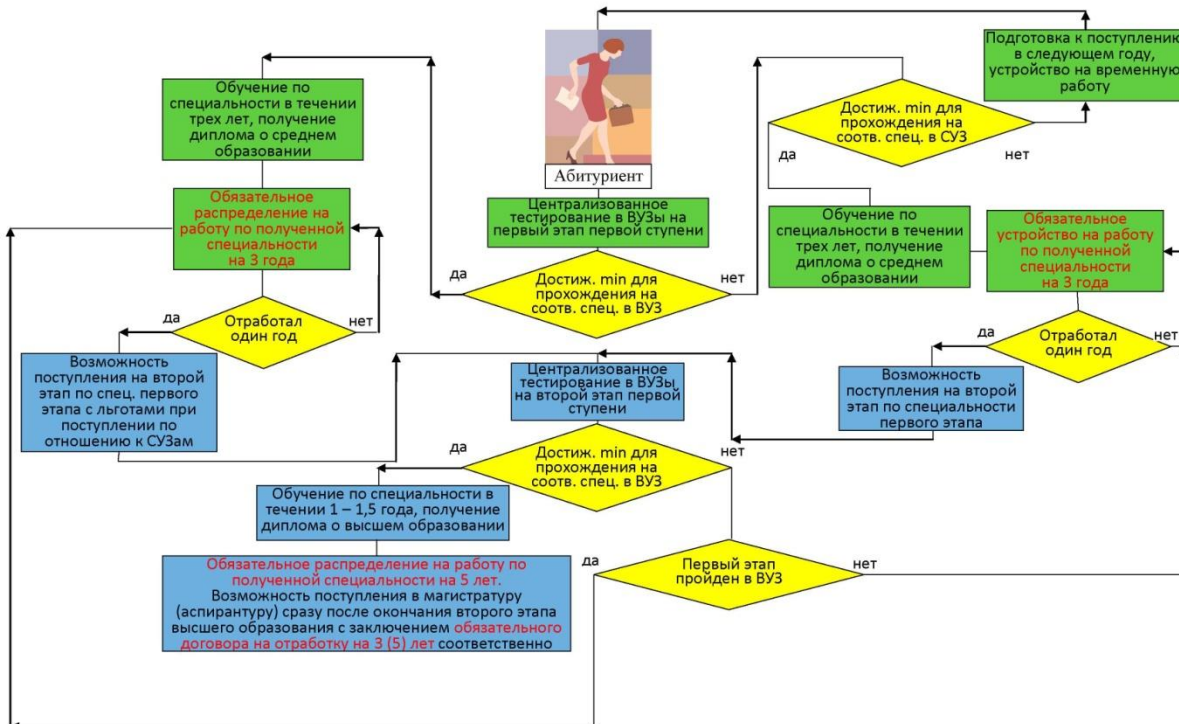 Подготовка к поступлению
в следующем году,
устройство на временную
работу
Обучение по
специальности в течении
трех лет, получение
диплома о среднем
образовании
Достиж. min для
прохождения на
соотв. спец. в СУЗ
да
нет
Абитуриент
Обязательное
распределение на
работу по полученной
специальности
на 3 года
Централизованное
тестирование в ВУЗы на
первый этап первой ступени
Обучение по
специальности в течении
трех лет, получение
диплома о среднем
образовании
Обязательное
устройство на работу
по полученной
специальности
на 3 года
да
Достиж. min для
прохождения на
соотв. спец. в ВУЗ
нет
да
Отработал
один год
нет
да
Отработал
один год
нет
Возможность
поступления на второй
этап по спец. первого
этапа с льготами при
поступлении по
отношению к СУЗам
Централизованное
тестирование в ВУЗы
на второй этап первой
ступени
Возможность
поступления на второй
этап по специальности
первого этапа
да
Достиж. min для
прохождения на
соотв. спец. в ВУЗ
нет
Обучение по специальности в
течении 1 – 1,5 года, получение
диплома о высшем образовании
да
Первый этап
пройден в ВУЗ
нет
Обязательное распределение на работу по
полученной специальности на 5 лет.
Возможность поступления в магистратуру
(аспирантуру) сразу после окончания второго этапа
высшего образования с заключением обязательного
договора на отработку на 3 (5) лет соответственно